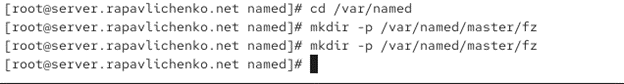 [root@server.rapavlichenko.net named]# cd /var/named
[root@server.rapavlichenko.net named]# mkdir -p /var/named/master/fz
[root@server.rapavlichenko.net named]# mkdir -p /var/named/master/fz
[root@server.rapavlichenko.net named]#